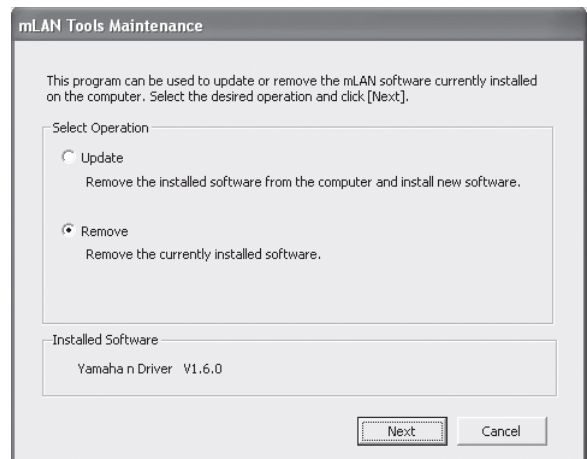 mLAN Tools Maintenance
This program can be used to update or remove the mLAN software currently installed
on the computer. Select the desired operation and click [Next].
Select Operation
Update
Remove the installed software from the computer and install new software.
Remove
Remove the currently installed software.
Installed Software
Yamaha n Driver V1.6.0
Next
Cancel